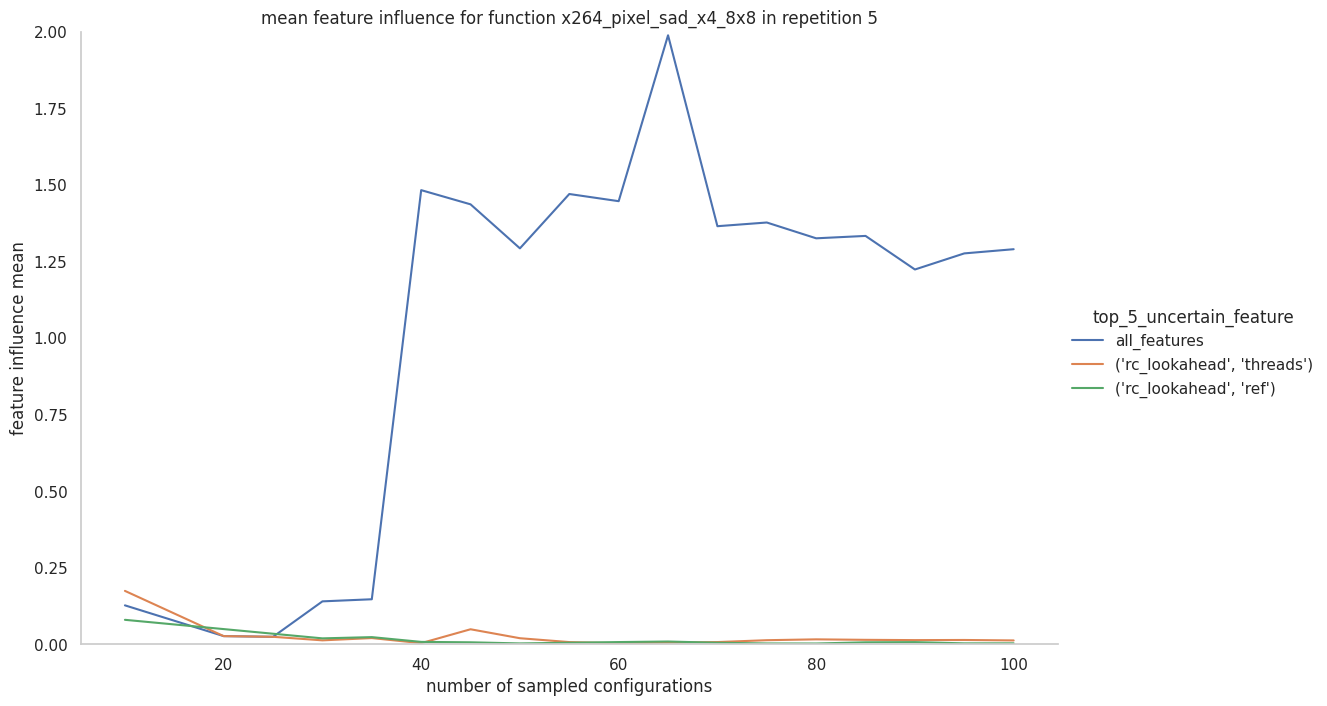 mean feature influence for function x264_pixel_sad_x4_8x8 in repetition 5
2.00
1.75
1.50
1.25
1.00
0.75
0.50
0.25
0.00
feature influence mean
20
40
60
80
100
number of sampled configurations
top_5_uncertain_feature
all_features
('rc_lookahead', 'threads')
('rc_lookahead', 'ref')